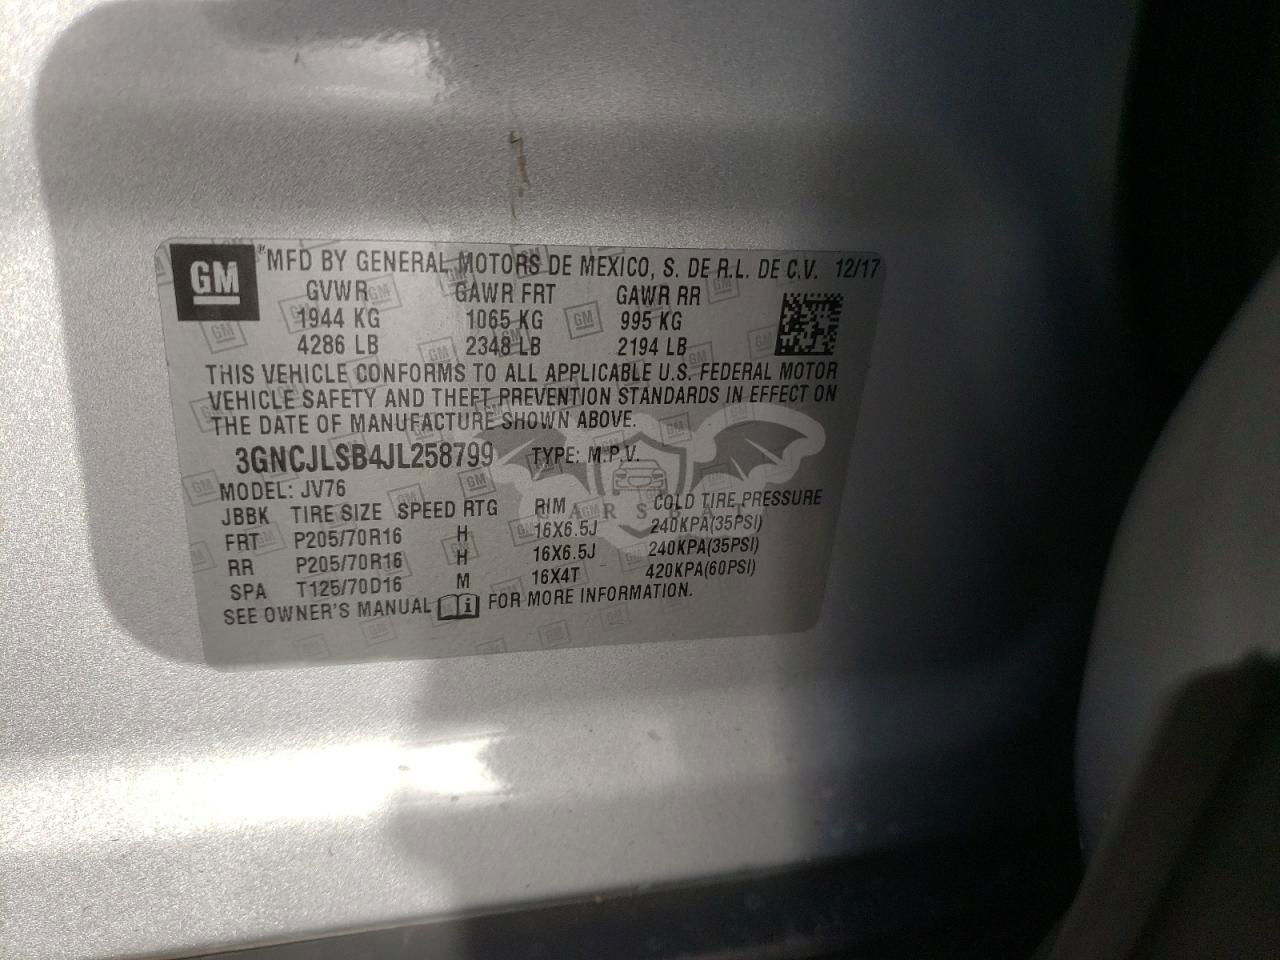 GM
MFD BY GENERAL MOTORS DE MEXICO, S. DE R.L. DE C.V. 12/17
GVWR GAWR FRT GAWR RR
1944 KG 1065 KG 995 KG
4286 LB 2348 LB 2194 LB
THIS VEHICLE CONFORMS TO ALL APPLICABLE U.S. FEDERAL MOTOR
VEHICLE SAFETY AND THEFT PREVENTION STANDARDS IN EFFECT ON
THE DATE OF MANUFACTURE SHOWN ABOVE.
3GNCJLSB4JL258799 TYPE: M.P.V.
MODEL: JV76
JBBK TIRE SIZE SPEED RTG RIM COLD TIRE PRESSURE
FRT P205/70R16 H 16X6.5J 240KPA(35PSI)
RR P205/70R16 H 16X6.5J 240KPA(35PSI)
SPA T125/70D16 M 16X4T 420KPA(60PSI)
SEE OWNER'S MANUAL FOR MORE INFORMATION.
CARSBAT